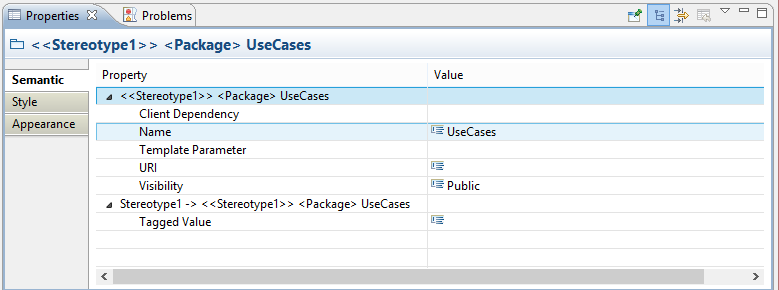 Properties Problems
<<Stereotype1>> <Package> UseCases
Semantic
Style
Appearance
Property Value
<<Stereotype1>> <Package> UseCases
Client Dependency
Name UseCases
Template Parameter
URI
Visibility Public
Stereotype1 -> <<Stereotype1>> <Package> UseCases
Tagged Value